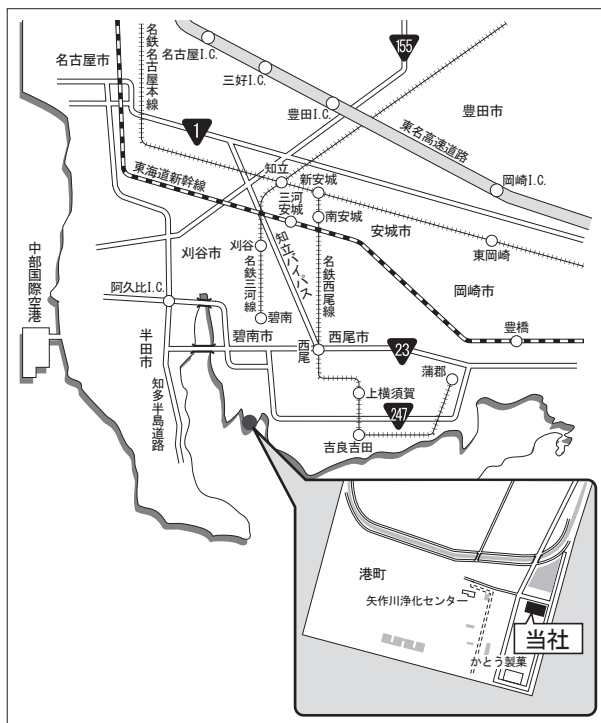 名古屋市
名鉄名古屋本線
名古屋I.C.
三好I.C.
155
豊田I.C.
豊田市
東名高速道路
1
岡崎I.C.
東海道新幹線
知立
新安城
三河
安城
南安城
安城市
東岡崎
刈谷市
刈谷
知立バイパス
名鉄三河線
名鉄西尾線
岡崎市
中部国際空港
阿久比I.C.
碧南
碧南市
豊橋
半田市
西尾
西尾市
23
蒲郡
知多半島道路
上横須賀
247
吉良吉田
港町
矢作川浄化センター
当社
かとう製菓